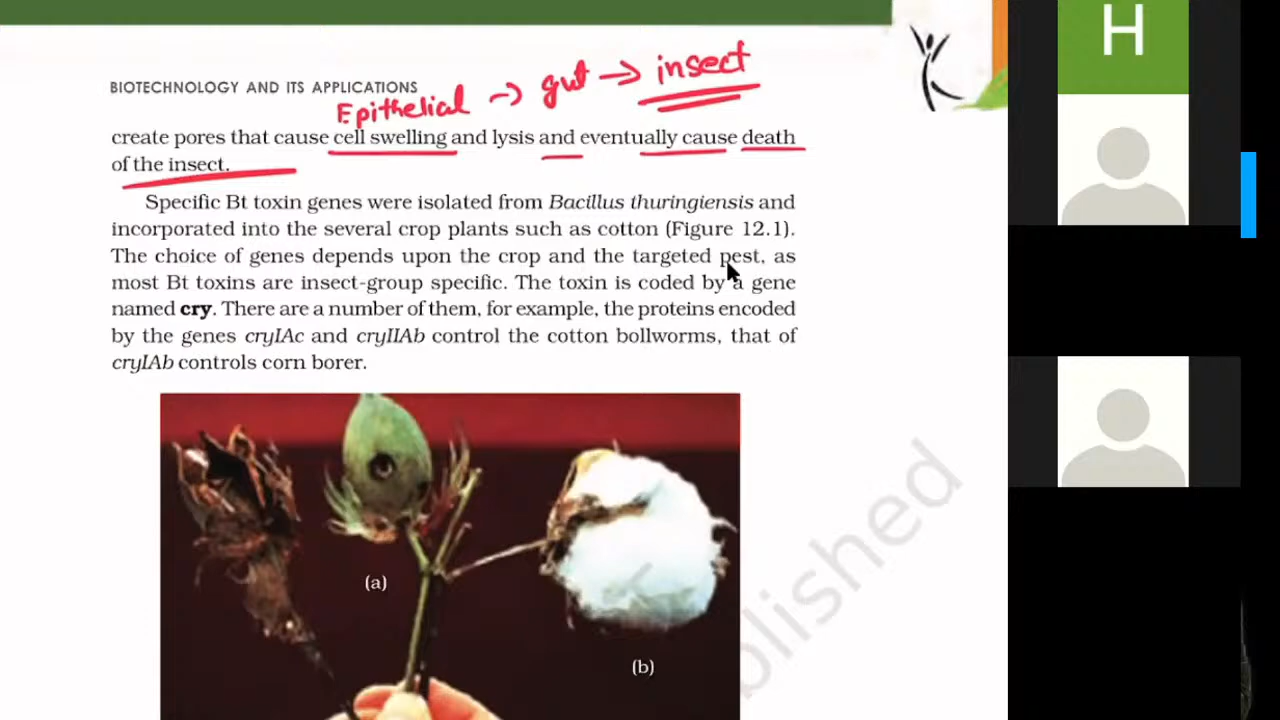 H
BIOTECHNOLOGY AND ITS APPLICATIONS
Epithelial → gut → insect
create pores that cause cell swelling and lysis and eventually cause death
of the insect.
Specific Bt toxin genes were isolated from Bacillus thuringiensis and
incorporated into the several crop plants such as cotton (Figure 12.1).
The choice of genes depends upon the crop and the targeted pest, as
most Bt toxins are insect-group specific. The toxin is coded by a gene
named cry. There are a number of them, for example, the proteins encoded
by the genes cryIAc and cryIIAb control the cotton bollworms, that of
cryIAb controls corn borer.
(a)
(b)
blished